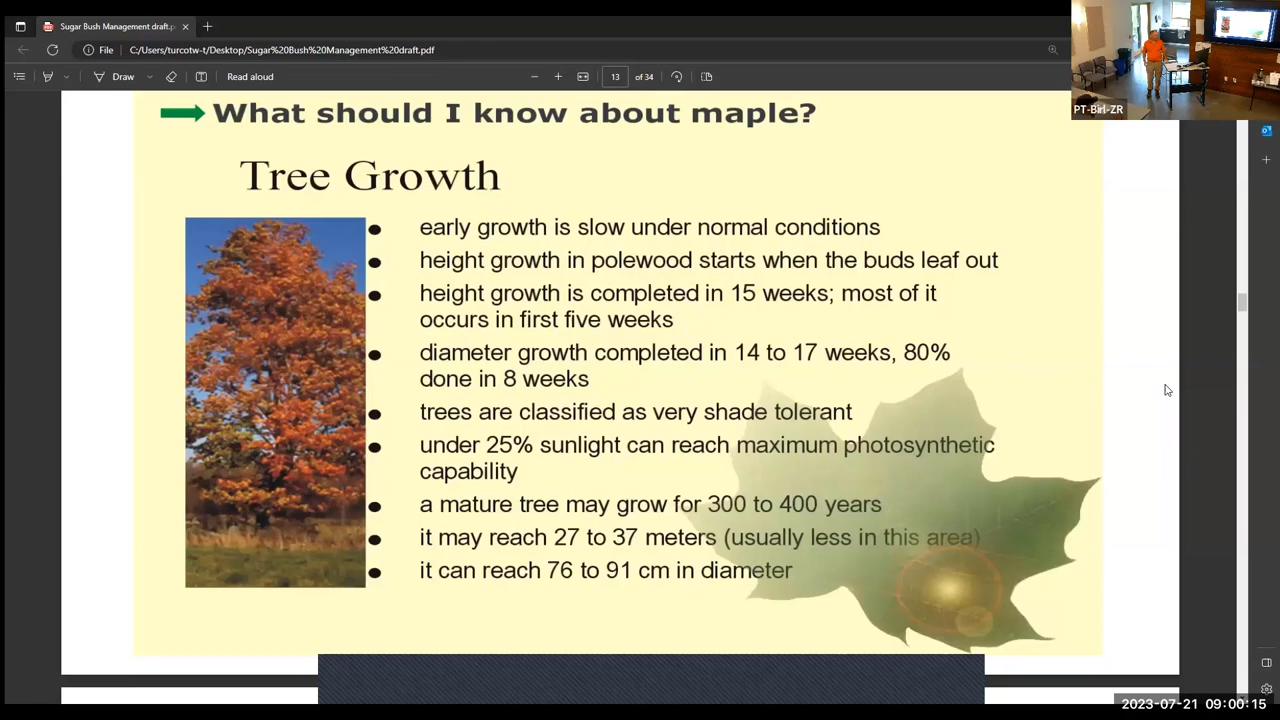 Sugar Bush Management draft.p
File
C:/Users/turcotw-t/Desktop/Sugar%20Bush%20Management%20draft.pdf
Draw
Read aloud
13 of 34
PT-Birl-ZR
What should I know about maple?
Tree Growth
early growth is slow under normal conditions
height growth in polewood starts when the buds leaf out
height growth is completed in 15 weeks; most of it
occurs in first five weeks
diameter growth completed in 14 to 17 weeks, 80%
done in 8 weeks
trees are classified as very shade tolerant
under 25% sunlight can reach maximum photosynthetic
capability
a mature tree may grow for 300 to 400 years
it may reach 27 to 37 meters (usually less in this area)
it can reach 76 to 91 cm in diameter
2023-07-21 09:00:15